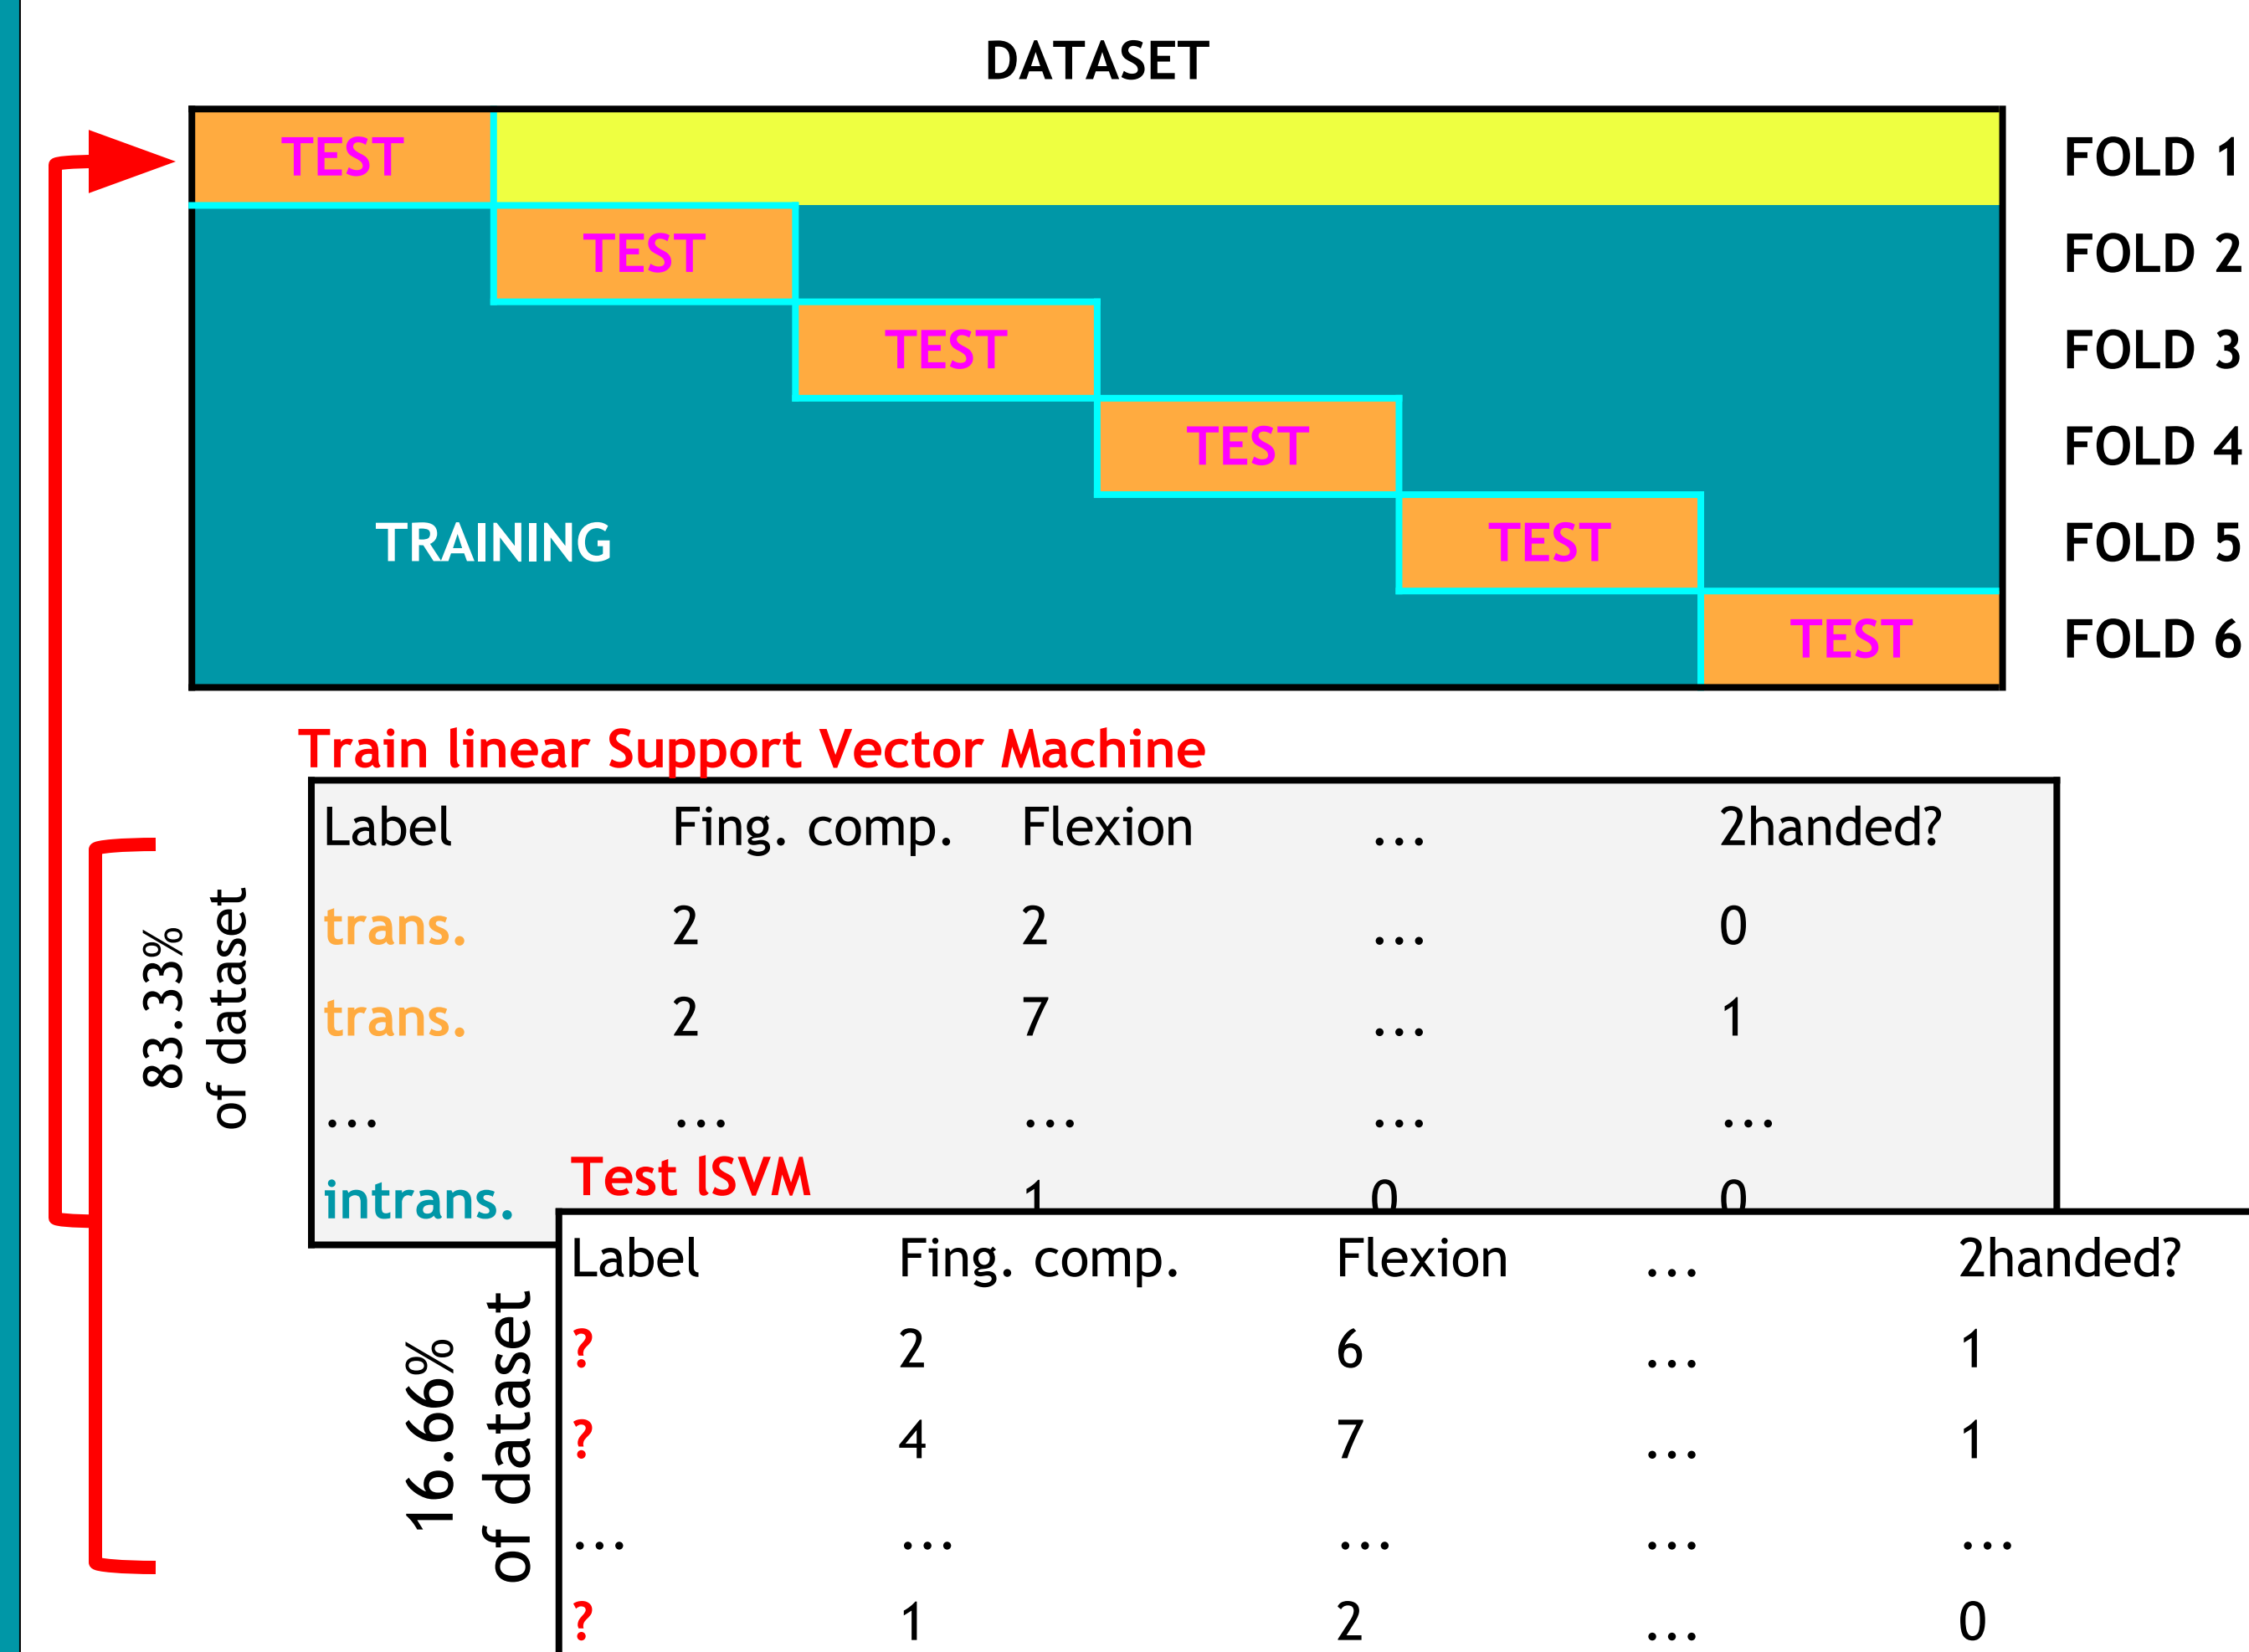 DATASET
TEST FOLD 1
TEST FOLD 2
TEST FOLD 3
TEST FOLD 4
TRAINING TEST FOLD 5
TEST FOLD 6
Train linear Support Vector Machine
83.33%
of dataset
Label Fing. comp. Flexion ... 2handed?
trans. 2 2 ... 0
trans. 2 7 ... 1
... ... ... ... ...
intrans. 1 0 0
Test lSVM
16.66%
of dataset
Label Fing. comp. Flexion ... 2handed?
? 2 6 ... 1
? 4 7 ... 1
... ... ... ... ...
? 1 2 ... 0